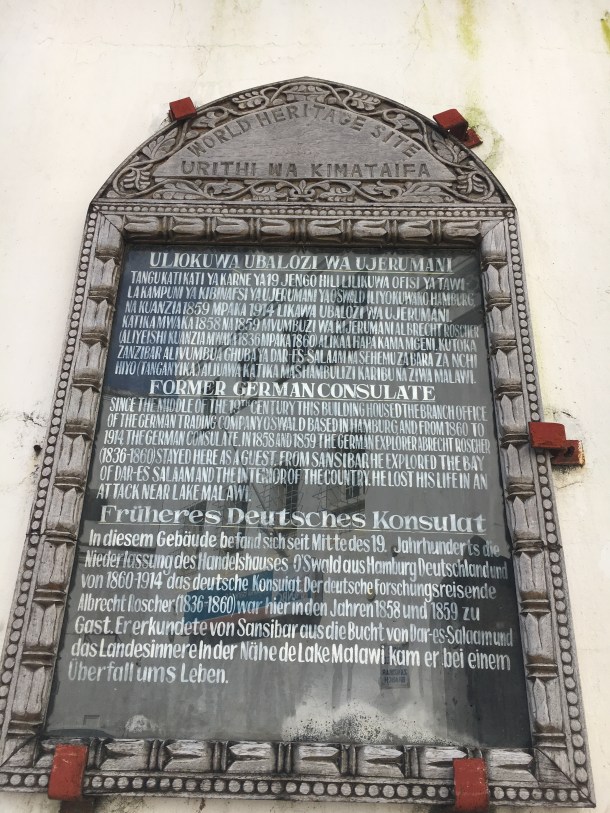 WORLD HERITAGE SITE
URITHI WA KIMATAIFA
ULIOKUWA UBALOZI WA UJERUMANI
TANGU KATI KATI YA KARNE YA 19 JENGO HILI LILIKUWA OFISI YA TAWI
LA KAMPUNI YA KIBIASHARA YA UJERUMANI YA OSWALD ILIYOKUWA HAMBURG
NA KUANZIA 1859 MPAKA 1914 LIKAWA UBALOZI WA UJERUMANI.
KATIKA MWAKA 1858 NA 1859 MVUMBUZI WA KIJERUMANI ALBRECHT ROSCHER
(ALIYEISHI KUANZIA MWAKA 1836 MPAKA 1860) ALIKAA HAPA KAMA MGENI, KUTOKA
ZANZIBAR ALIVUMBUA GHUBA YA DAR-ES-SALAAM NA SEHEMU ZA BARA ZA NCHI
HIYO (TANGANYIKA) ALIUAWA KATIKA MASHAMBULIZI KARIBU NA ZIWA MALAWI.
FORMER GERMAN CONSULATE
SINCE THE MIDDLE OF THE 19TH CENTURY THIS BUILDING HOUSED THE BRANCH OFFICE
OF THE GERMAN TRADING COMPANY OSWALD BASED IN HAMBURG AND FROM 1860 TO
1914 THE GERMAN CONSULATE. IN 1858 AND 1859 THE GERMAN EXPLORER ABRECHT ROSCHER
(1836-1860) STAYED HERE AS A GUEST. FROM SANSIBAR HE EXPLORED THE BAY
OF DAR-ES-SALAAM AND THE INTERIOR OF THE COUNTRY. HE LOST HIS LIFE IN AN
ATTACK NEAR LAKE MALAWI.
Früheres Deutsches Konsulat
In diesem Gebäude befand sich seit Mitte des 19. Jahrhunderts die
Niederlassung des Handelshauses O'Swald aus Hamburg Deutschland und
von 1860-1914 das deutsche Konsulat. Der deutsche Forschungsreisende
Albrecht Roscher (1836-1860) war hier in den Jahren 1858 und 1859 zu
Gast. Er erkundete von Sansibar aus die Bucht von Dar-es-Salaam und
das Landesinnere In der Nähe de Lake Malawi kam er bei einem
Überfall ums Leben.